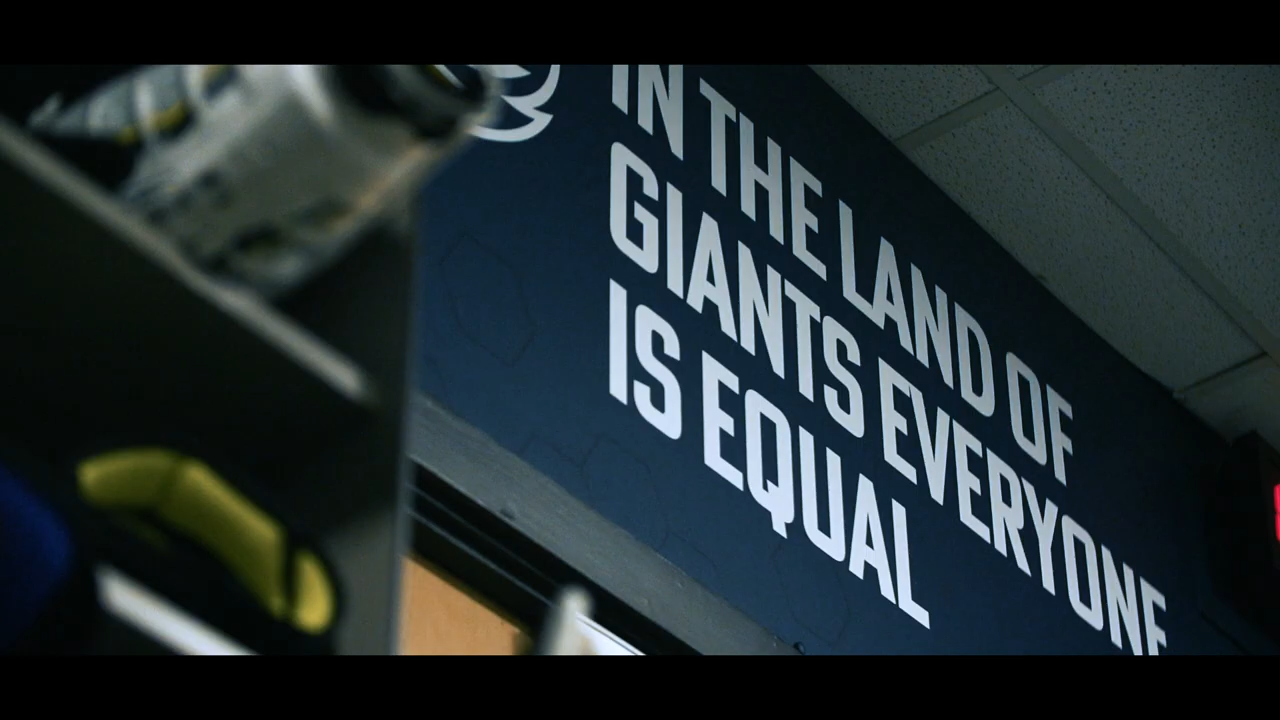 IN THE LAND OF
GIANTS EVERYONE
IS EQUAL